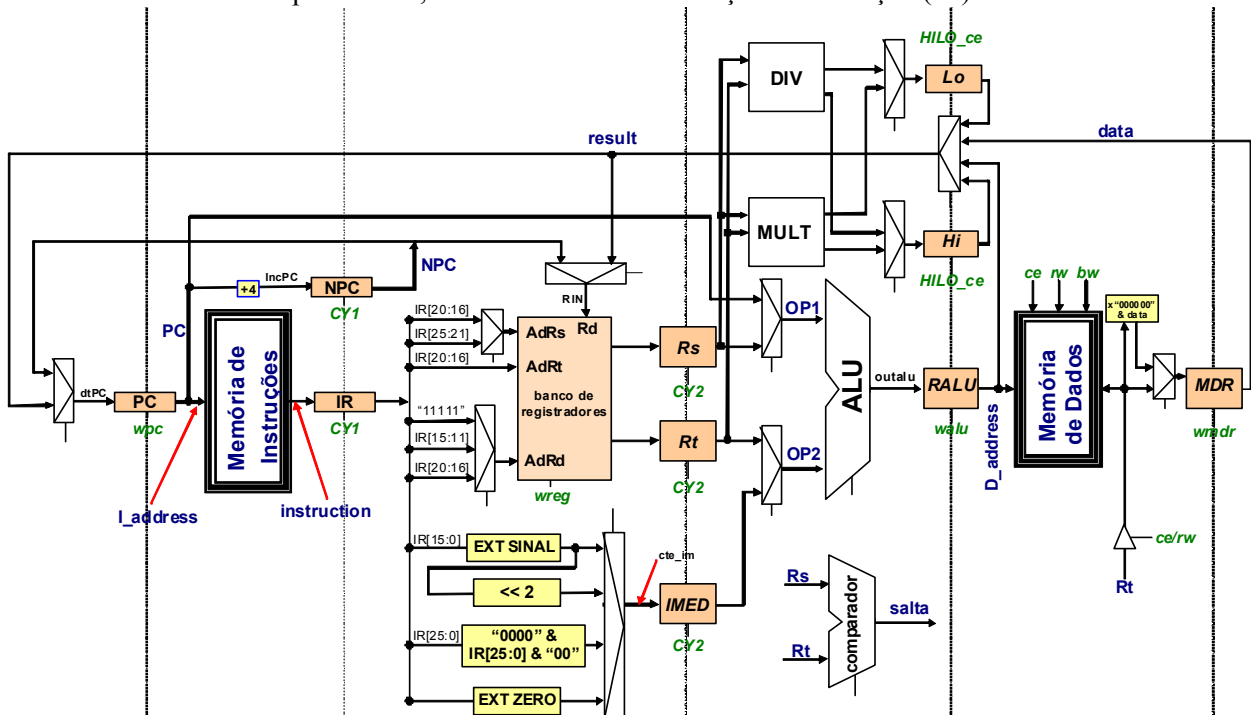 HILO_ce
DIV
Lo
result
data
MULT
Hi
HILO_ce
NPC
IncPC
+4
NPC
CY1
PC
RIN
ce rw bw
x "000000"
& data
IR[20:16]
IR[25:21]
IR[20:16]
AdRs
Rd
AdRt
banco de
registradores
"11111"
IR[15:11]
IR[20:16]
AdRd
wreg
Rs
CY2
Rt
CY2
OP1
OP2
ALU
outalu
RALU
walu
D_address
Memória
de Dados
MDR
wmdr
dtPC
PC
wpc
Memória de
Instruções
IR
CY1
I_address
instruction
IR[15:0]
EXT SINAL
<< 2
cte_im
IMED
CY2
IR[25:0]
"0000" &
IR[25:0] & "00"
EXT ZERO
Rs
Rt
comparador
salta
ce/rw
Rt